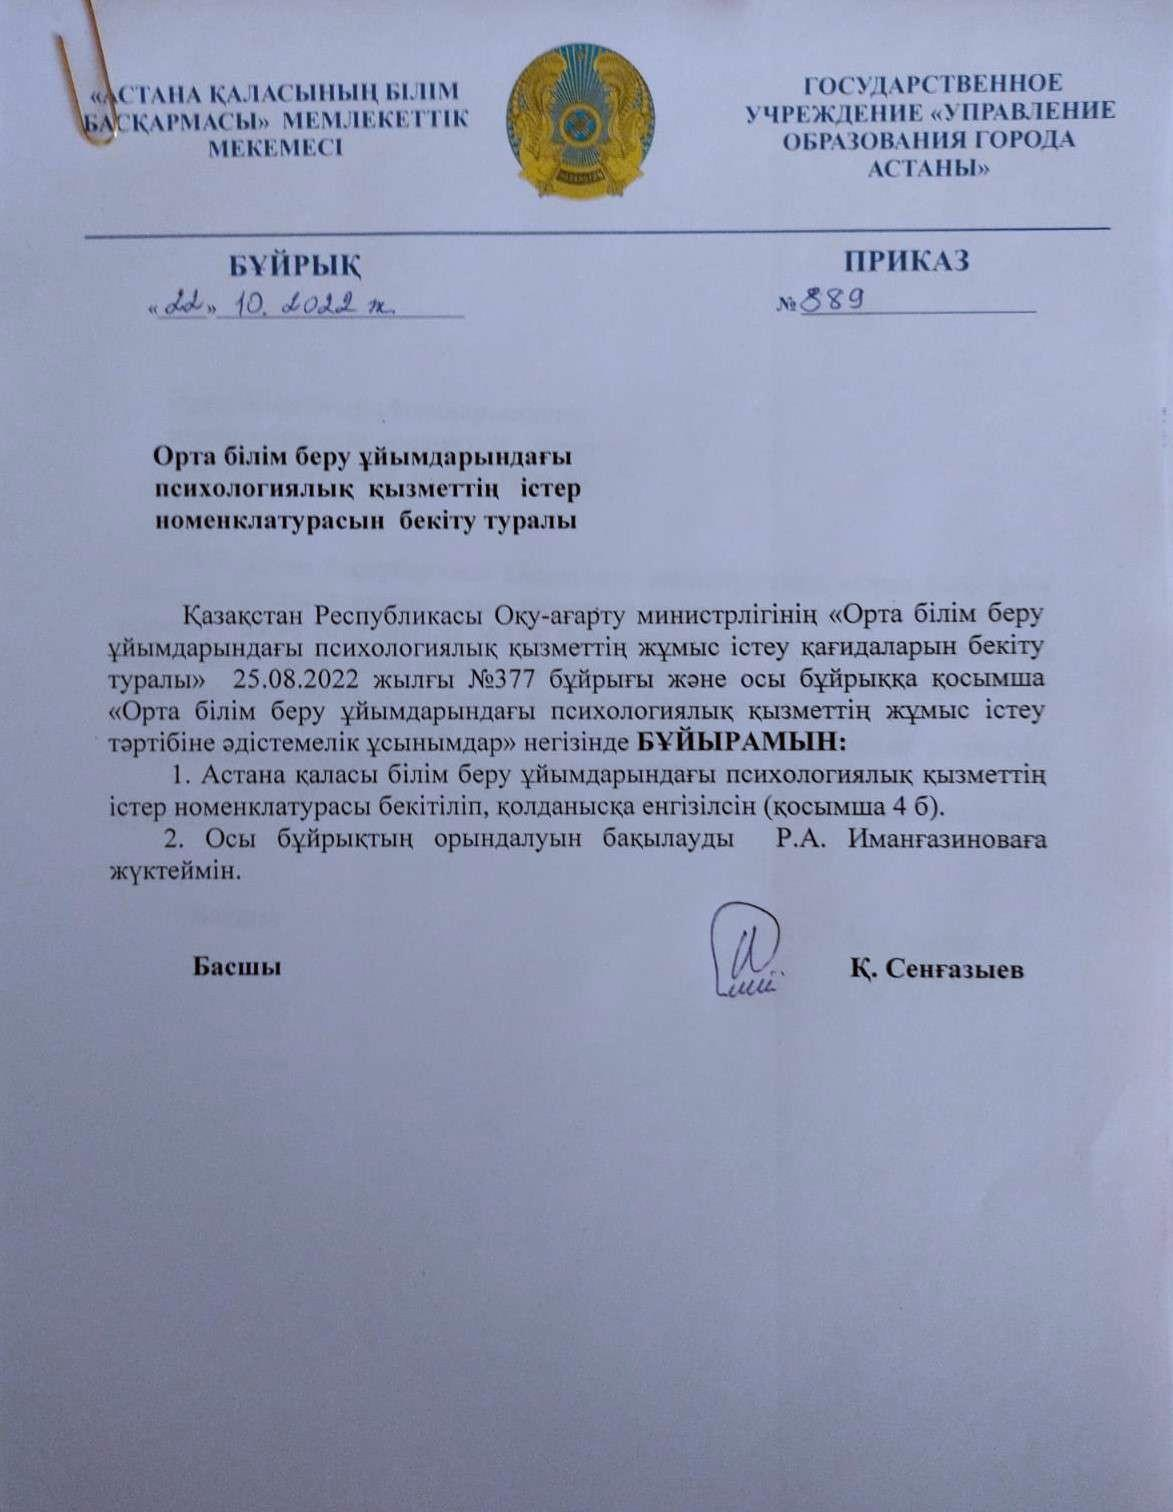 «АСТАНА ҚАЛАСЫНЫҢ БІЛІМ
БАСҚАРМАСЫ» МЕМЛЕКЕТТІК
МЕКЕМЕСІ
ГОСУДАРСТВЕННОЕ
УЧРЕЖДЕНИЕ «УПРАВЛЕНИЕ
ОБРАЗОВАНИЯ ГОРОДА
АСТАНЫ»
БҰЙРЫҚ
«22» 10. 2022 ж.
ПРИКАЗ
№ 889
Орта білім беру ұйымдарындағы
психологиялық қызметтің істер
номенклатурасын бекіту туралы
Қазақстан Республикасы Оқу-ағарту министрлігінің «Орта білім беру
ұйымдарындағы психологиялық қызметтің жұмыс істеу қағидаларын бекіту
туралы» 25.08.2022 жылғы №377 бұйрығы және осы бұйрыққа қосымша
«Орта білім беру ұйымдарындағы психологиялық қызметтің жұмыс істеу
тәртібіне әдістемелік ұсынымдар» негізінде БҰЙЫРАМЫН:
1. Астана қаласы білім беру ұйымдарындағы психологиялық қызметтің
істер номенклатурасы бекітіліп, қолданысқа енгізілсін (қосымша 4 б).
2. Осы бұйрықтың орындалуын бақылауды Р.А. Иманғазиноваға
жүктеймін.
Басшы
Қ. Сенғазыев